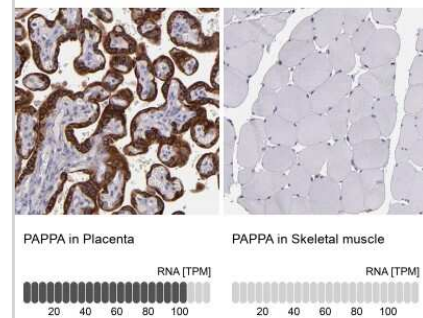 PAPPA in Placenta
RNA [TPM]
20 40 60 80 100
PAPPA in Skeletal muscle
RNA [TPM]
20 40 60 80 100